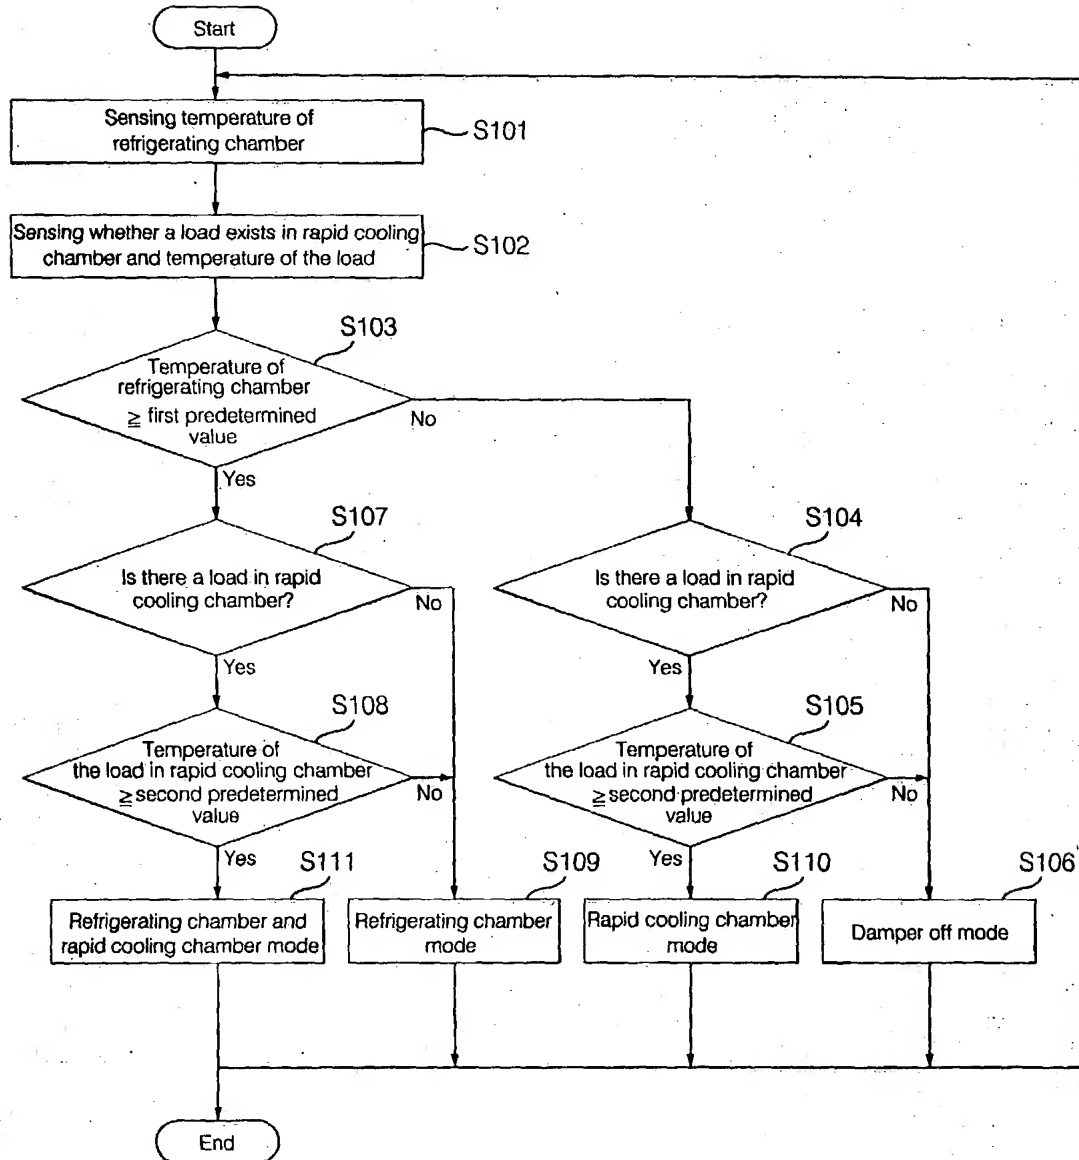 Start
Sensing temperature of
refrigerating chamber
S101
Sensing whether a load exists in rapid cooling
chamber and temperature of the load
S102
S103
Temperature of
refrigerating chamber
≧ first predetermined
value
No
Yes
S107
Is there a load in rapid
cooling chamber?
No
Yes
S104
Is there a load in rapid
cooling chamber?
No
Yes
S108
Temperature of
the load in rapid cooling chamber
≧second predetermined
value
No
Yes
S105
Temperature of
the load in rapid cooling chamber
≧second predetermined
value
No
Yes
S111
Refrigerating chamber and
rapid cooling chamber mode
S109
Refrigerating chamber
mode
S110
Rapid cooling chamber
mode
S106
Damper off mode
End